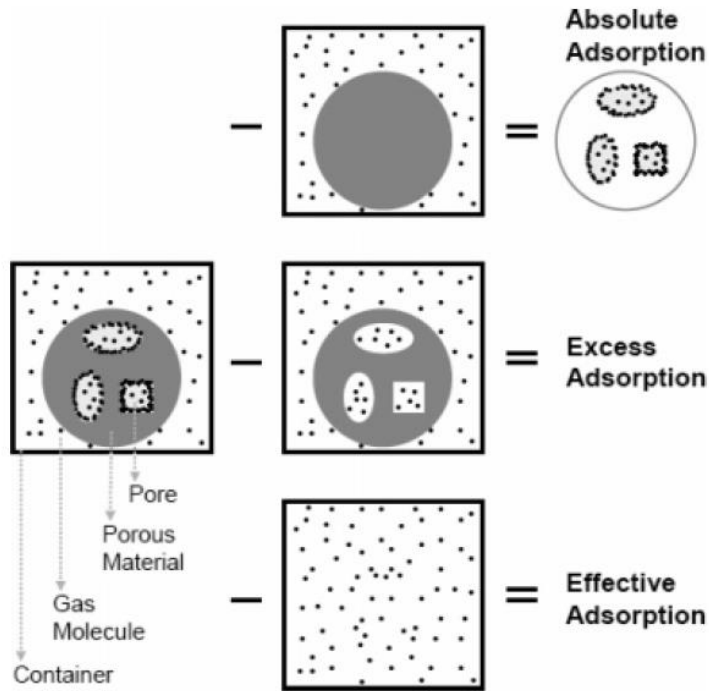 Absolute
Adsorption
Excess
Adsorption
Pore
Porous
Material
Gas
Molecule
Container
Effective
Adsorption